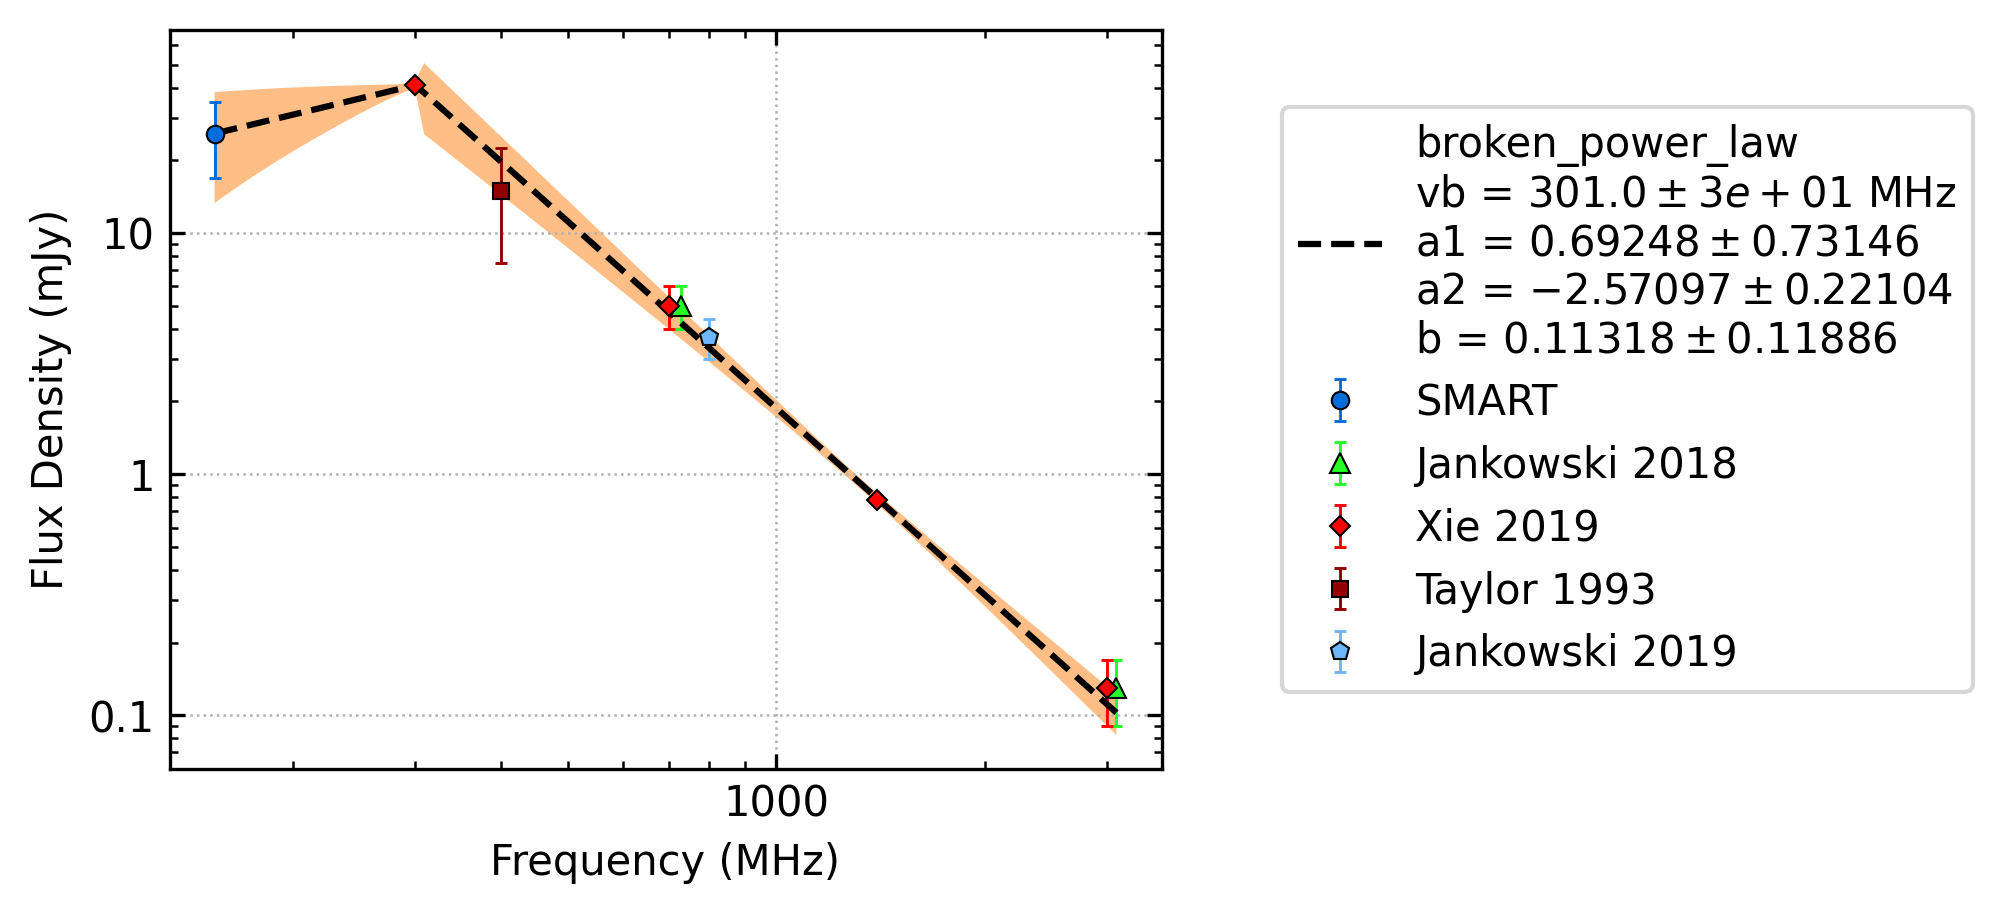 Flux Density (mJy)
10
1
0.1
1000
Frequency (MHz)
broken_power_law
vb = 301.0 ± 3e + 01 MHz
a1 = 0.69248 ± 0.73146
a2 = −2.57097 ± 0.22104
b = 0.11318 ± 0.11886
SMART
Jankowski 2018
Xie 2019
Taylor 1993
Jankowski 2019